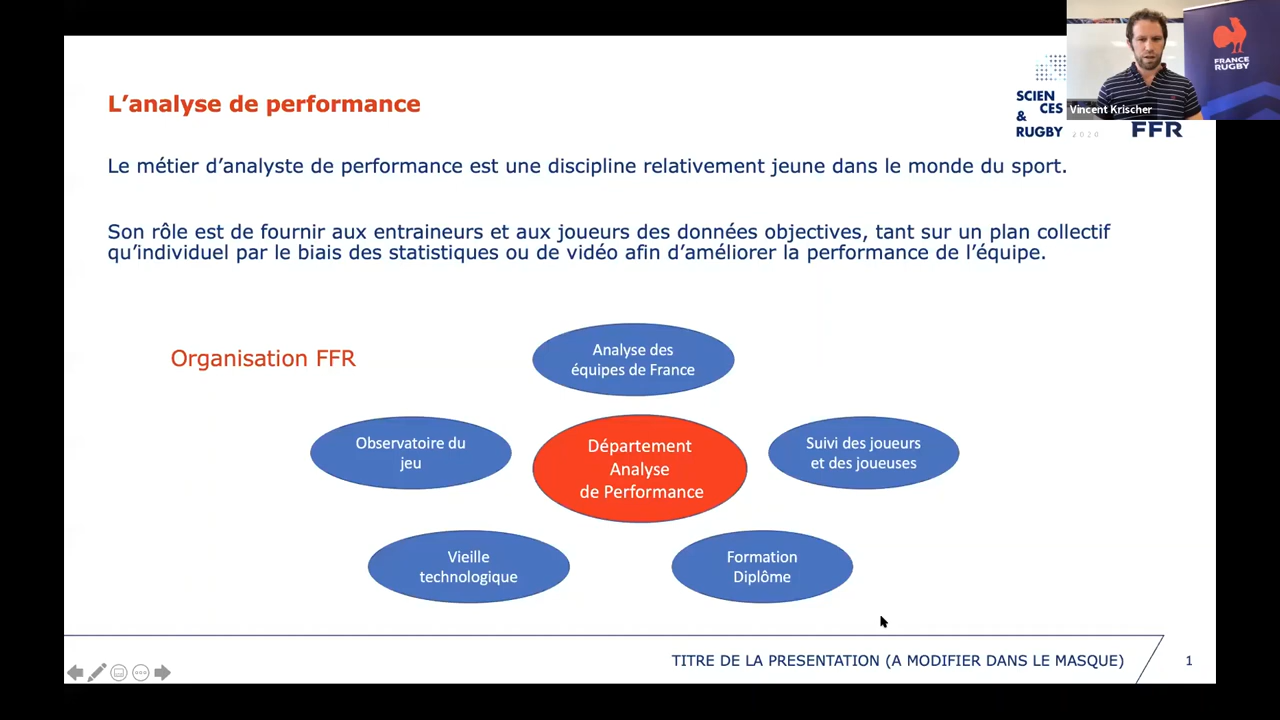 L'analyse de performance
SCIEN
CES
&
RUGBY
2020
FFR
FRANCE
RUGBY
Vincent Krischer
Le métier d'analyste de performance est une discipline relativement jeune dans le monde du sport.
Son rôle est de fournir aux entraineurs et aux joueurs des données objectives, tant sur un plan collectif
qu'individuel par le biais des statistiques ou de vidéo afin d'améliorer la performance de l'équipe.
Organisation FFR
Analyse des
équipes de France
Observatoire du
jeu
Département
Analyse
de Performance
Suivi des joueurs
et des joueuses
Vieille
technologique
Formation
Diplôme
TITRE DE LA PRESENTATION (A MODIFIER DANS LE MASQUE)
1